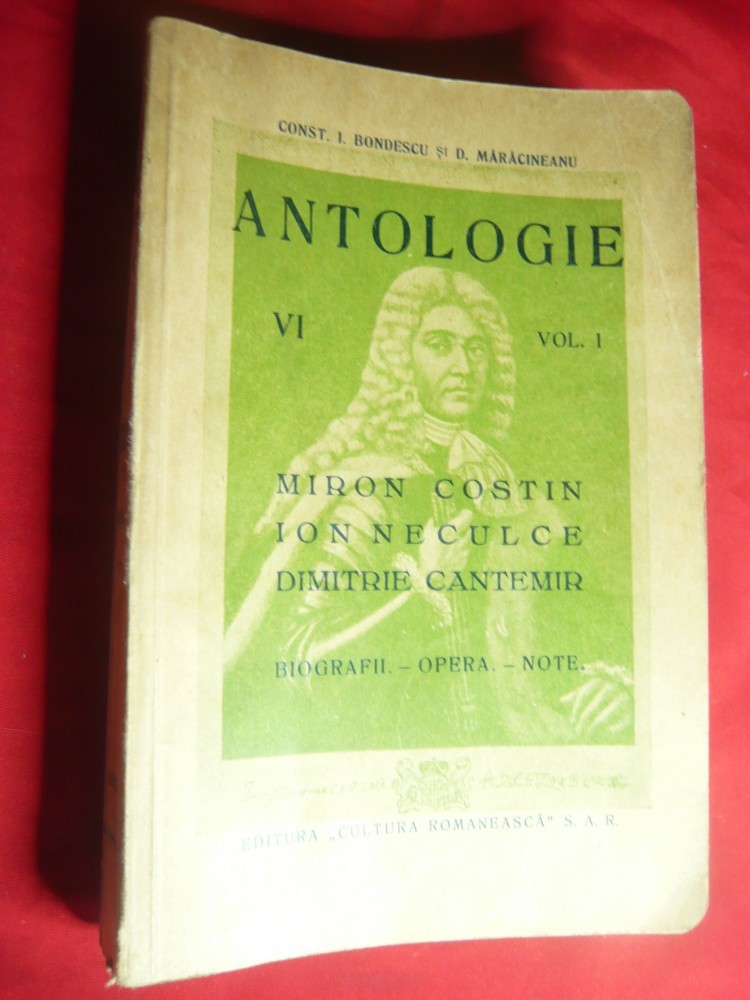 CONST. I. BONDESCU ȘI D. MĂRĂCINEANU
ANTOLOGIE
VI VOL. I
MIRON COSTIN
ION NECULCE
DIMITRIE CANTEMIR
BIOGRAFII. – OPERA. – NOTE.
EDITURA „CULTURA ROMANEASCĂ" S. A. R.